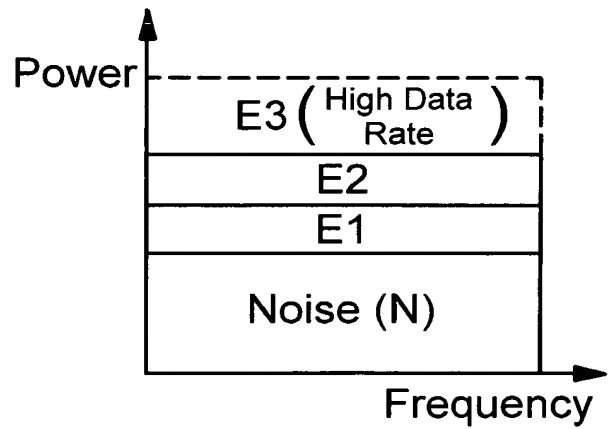 Power
E3 (High Data
Rate)
E2
E1
Noise (N)
Frequency